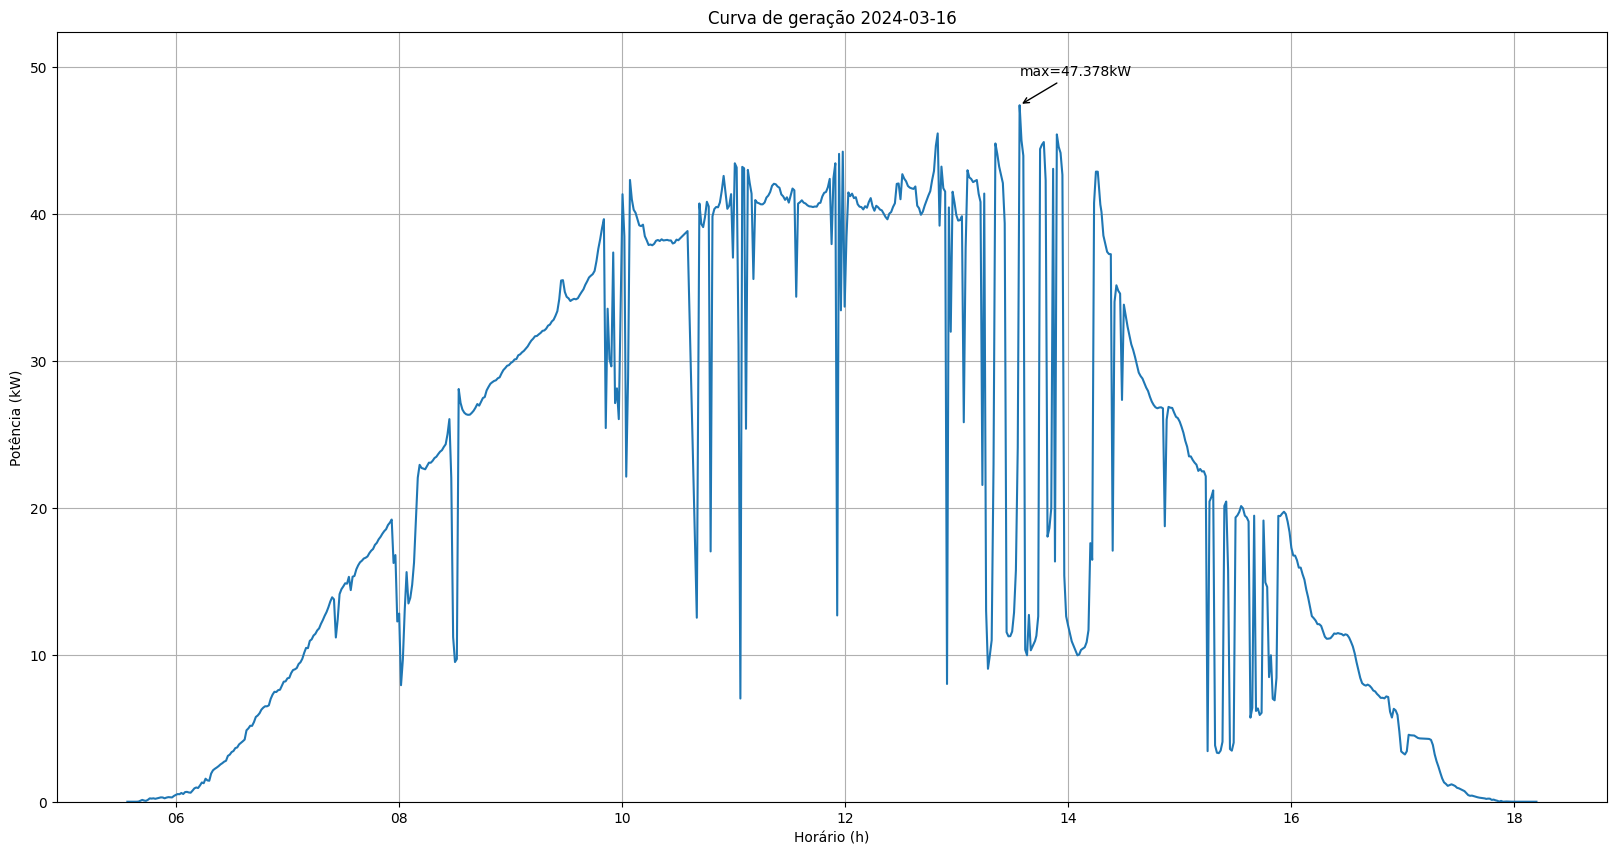 Curva de geração 2024-03-16
max=47.378kW
Potência (kW)
50
40
30
20
10
0
06 08 10 12 14 16 18
Horário (h)